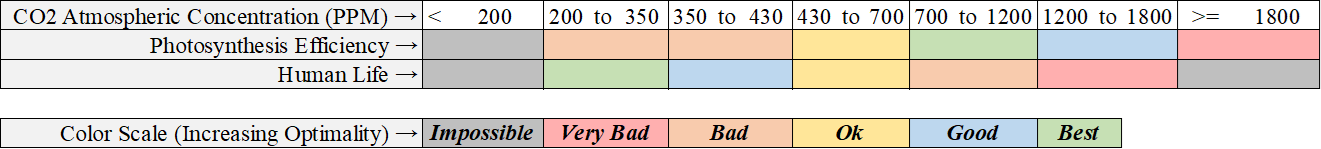 CO2 Atmospheric Concentration (PPM) → < 200 200 to 350 350 to 430 430 to 700 700 to 1200 1200 to 1800 >= 1800
Photosynthesis Efficiency →
Human Life →
Color Scale (Increasing Optimality) → Impossible Very Bad Bad Ok Good Best